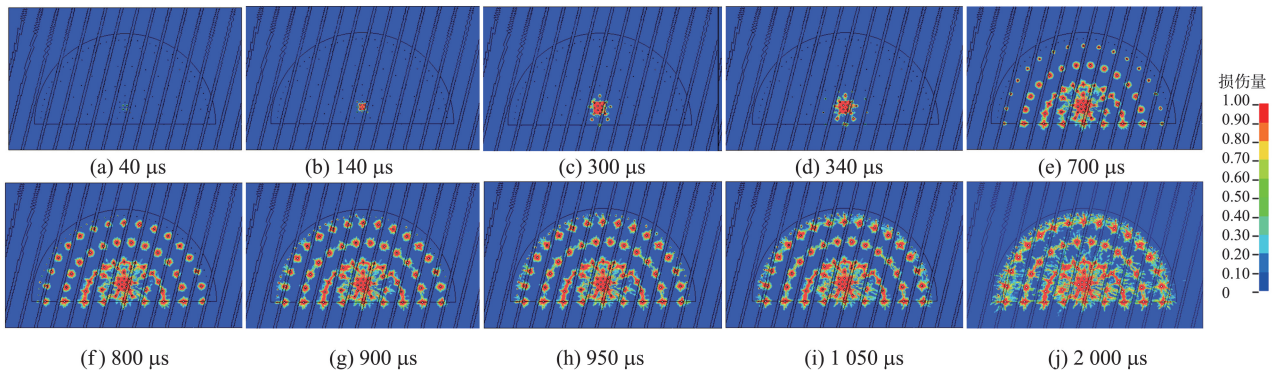 (a) 40 μs
(b) 140 μs
(c) 300 μs
(d) 340 μs
(e) 700 μs
损伤量
1.00
0.90
0.80
0.70
0.60
0.50
0.40
0.30
0.20
0.10
0
(f) 800 μs
(g) 900 μs
(h) 950 μs
(i) 1 050 μs
(j) 2 000 μs